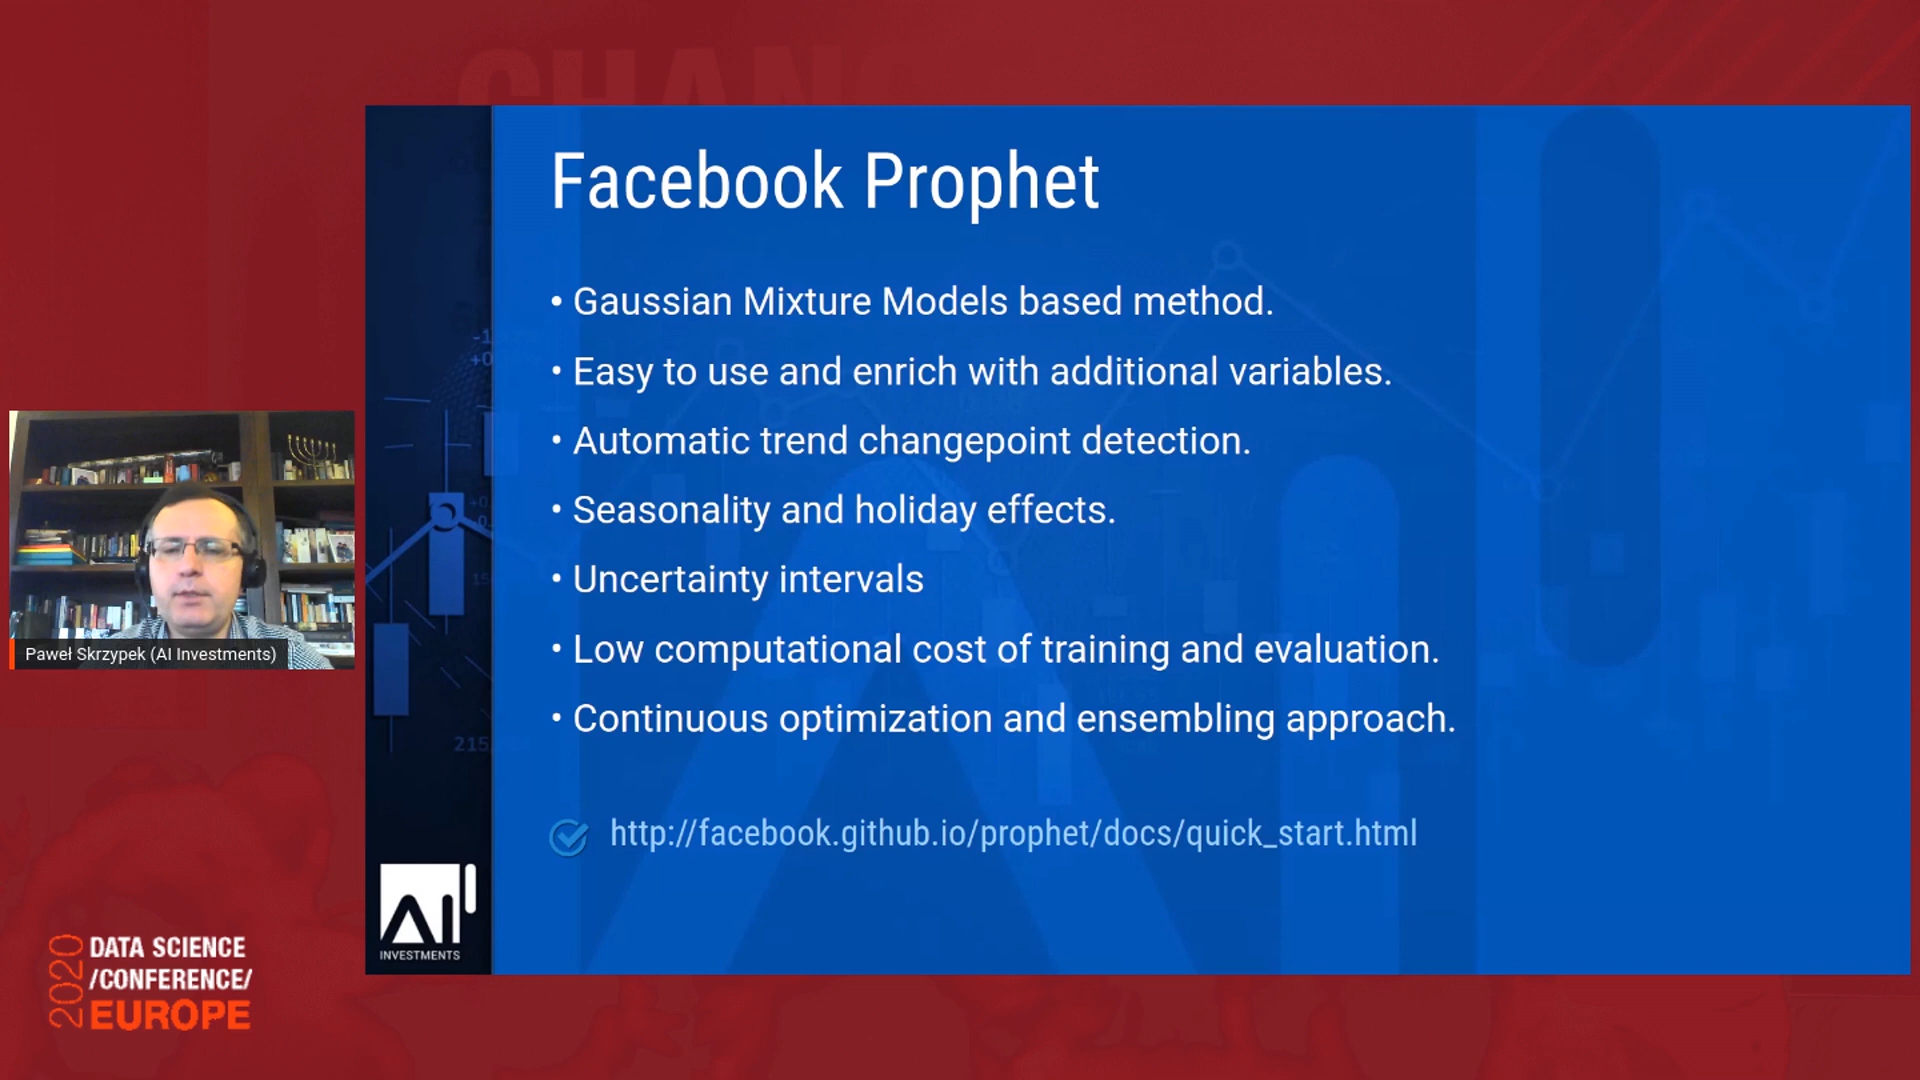 Facebook Prophet
• Gaussian Mixture Models based method.
• Easy to use and enrich with additional variables.
• Automatic trend changepoint detection.
• Seasonality and holiday effects.
• Uncertainty intervals
• Low computational cost of training and evaluation.
• Continuous optimization and ensembling approach.
http://facebook.github.io/prophet/docs/quick_start.html
Paweł Skrzypek (AI Investments)
215
AI
INVESTMENTS
2020
DATA SCIENCE
/CONFERENCE/
EUROPE